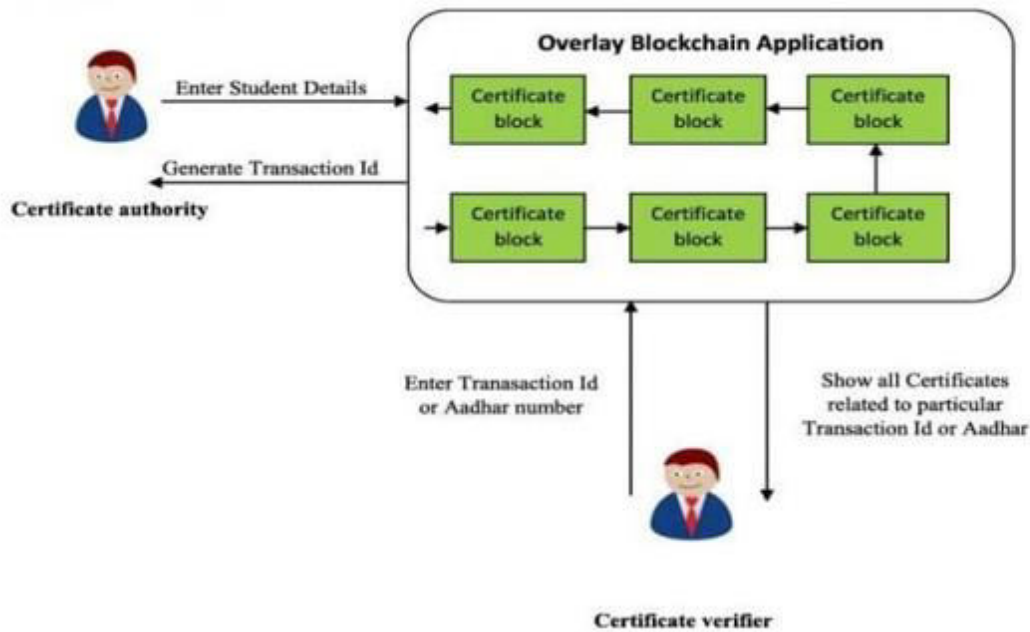 Overlay Blockchain Application
Enter Student Details
Certificate
block
Certificate
block
Certificate
block
Generate Transaction Id
Certificate authority
Certificate
block
Certificate
block
Certificate
block
Enter Tranasaction Id
or Aadhar number
Show all Certificates
related to particular
Transaction Id or Aadhar
Certificate verifier